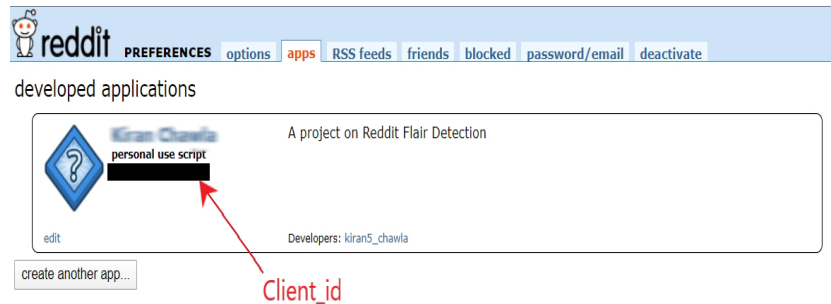 reddit PREFERENCES options apps RSS feeds friends blocked password/email deactivate
developed applications
A project on Reddit Flair Detection
personal use script
?
edit Developers: kiran5_chawla
create another app...
Client_id